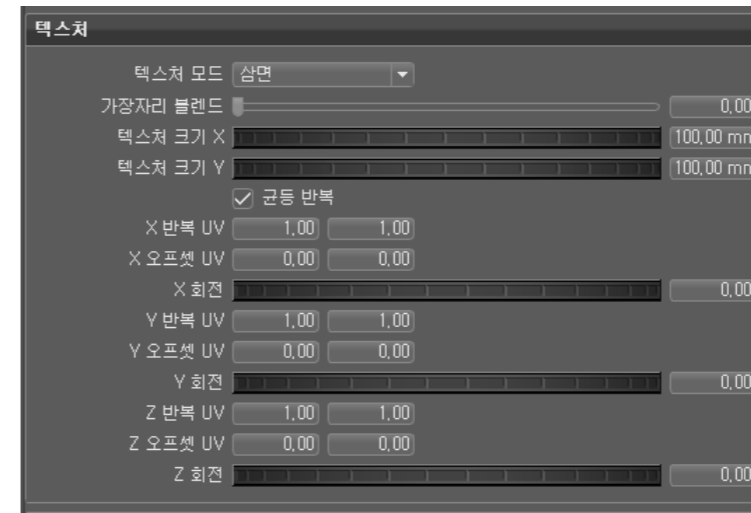 텍스처
텍스처 모드 삼면
가장자리 블렌드 0,00
텍스처 크기 X 100,00 mm
텍스처 크기 Y 100,00 mm
균등 반복
X 반복 UV 1,00 1,00
X 오프셋 UV 0,00 0,00
X 회전 0,00
Y 반복 UV 1,00 1,00
Y 오프셋 UV 0,00 0,00
Y 회전 0,00
Z 반복 UV 1,00 1,00
Z 오프셋 UV 0,00 0,00
Z 회전 0,00